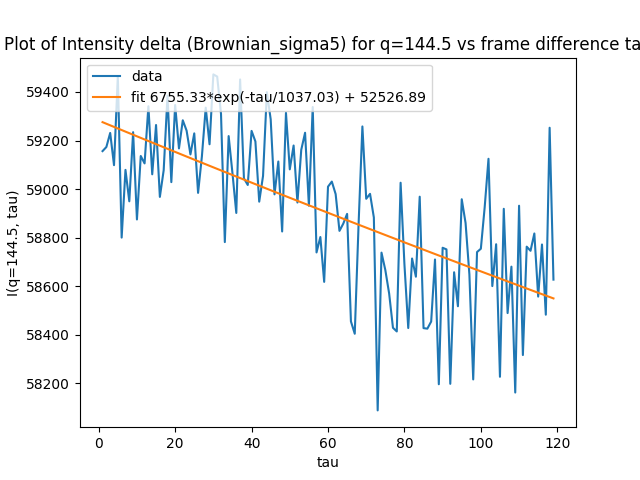 Plot of Intensity delta (Brownian_sigma5) for q=144.5 vs frame difference ta
data
fit 6755.33*exp(-tau/1037.03) + 52526.89
59400
59200
59000
58800
58600
58400
58200
I(q=144.5, tau)
0
20
40
60
80
100
120
tau